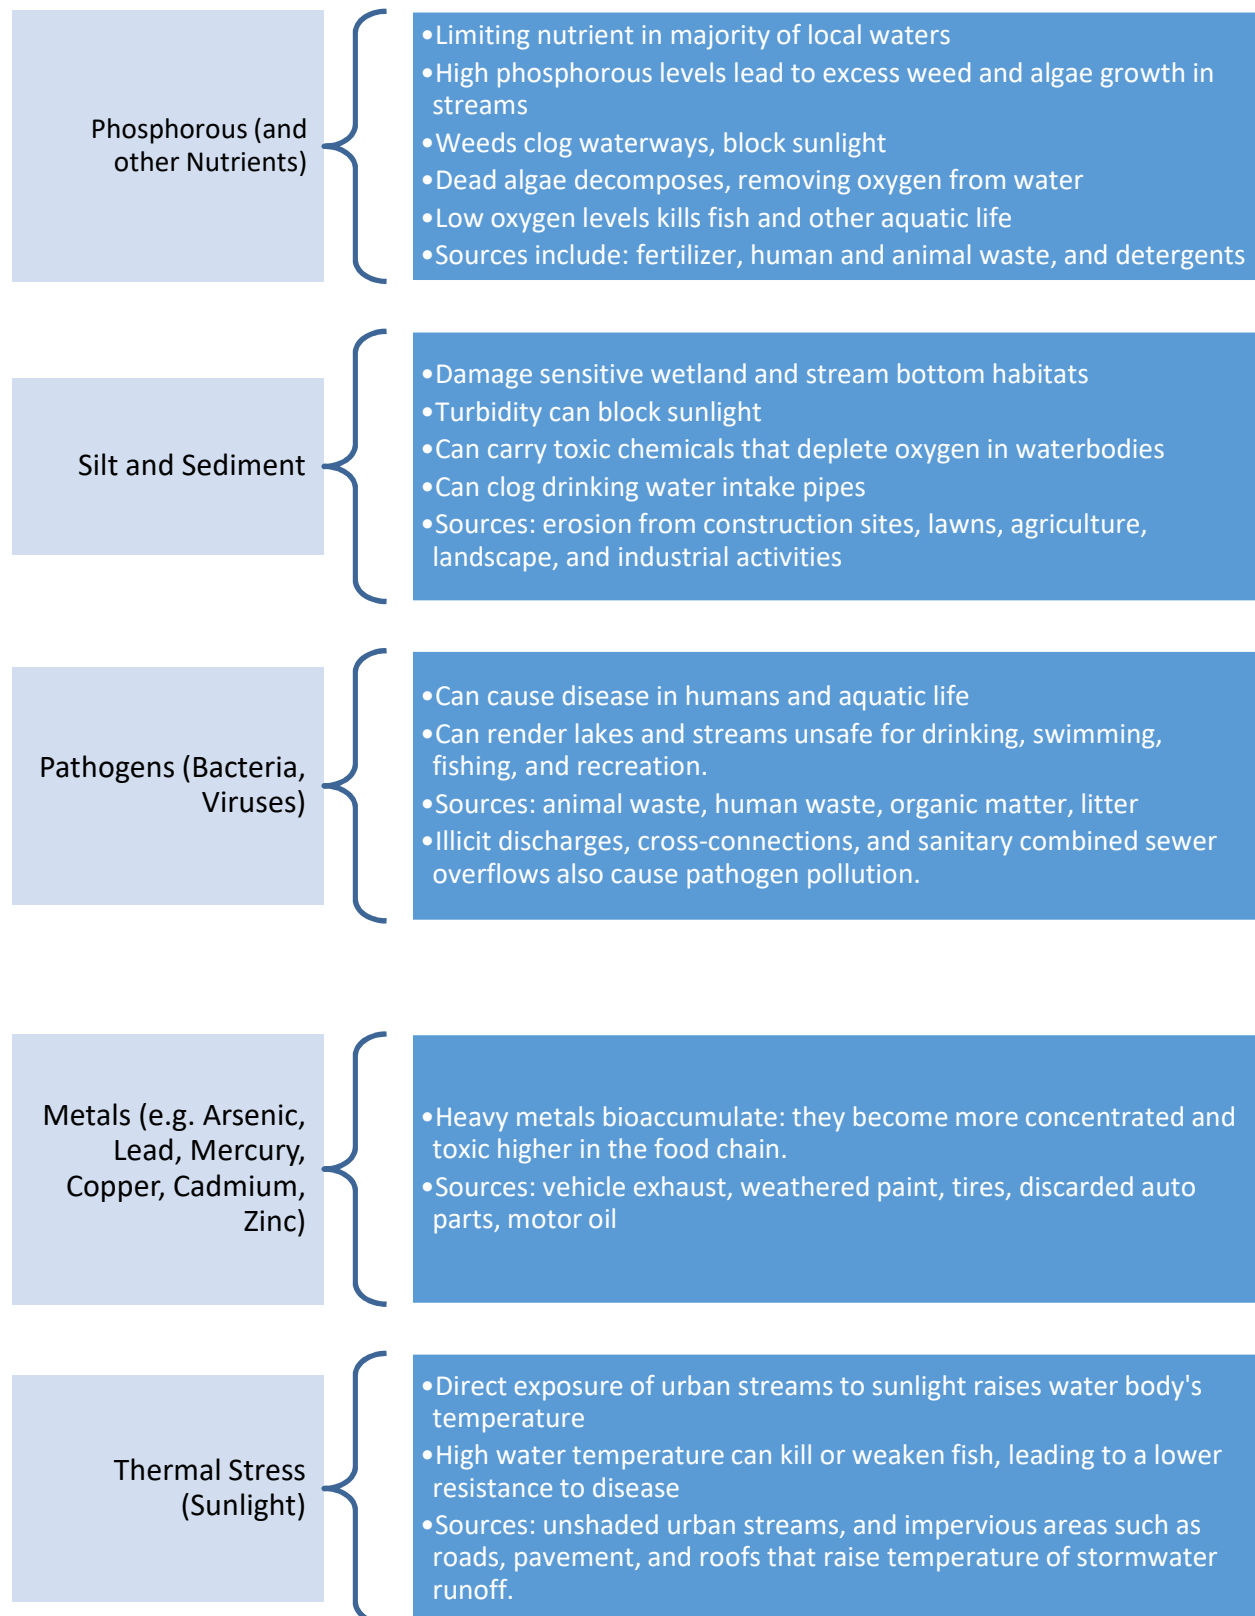 Phosphorous (and
other Nutrients)
•Limiting nutrient in majority of local waters
•High phosphorous levels lead to excess weed and algae growth in
streams
•Weeds clog waterways, block sunlight
•Dead algae decomposes, removing oxygen from water
•Low oxygen levels kills fish and other aquatic life
•Sources include: fertilizer, human and animal waste, and detergents
Silt and Sediment
•Damage sensitive wetland and stream bottom habitats
•Turbidity can block sunlight
•Can carry toxic chemicals that deplete oxygen in waterbodies
•Can clog drinking water intake pipes
•Sources: erosion from construction sites, lawns, agriculture,
landscape, and industrial activities
Pathogens (Bacteria,
Viruses)
•Can cause disease in humans and aquatic life
•Can render lakes and streams unsafe for drinking, swimming,
fishing, and recreation.
•Sources: animal waste, human waste, organic matter, litter
•Illicit discharges, cross-connections, and sanitary combined sewer
overflows also cause pathogen pollution.
Metals (e.g. Arsenic,
Lead, Mercury,
Copper, Cadmium,
Zinc)
•Heavy metals bioaccumulate: they become more concentrated and
toxic higher in the food chain.
•Sources: vehicle exhaust, weathered paint, tires, discarded auto
parts, motor oil
Thermal Stress
(Sunlight)
•Direct exposure of urban streams to sunlight raises water body's
temperature
•High water temperature can kill or weaken fish, leading to a lower
resistance to disease
•Sources: unshaded urban streams, and impervious areas such as
roads, pavement, and roofs that raise temperature of stormwater
runoff.